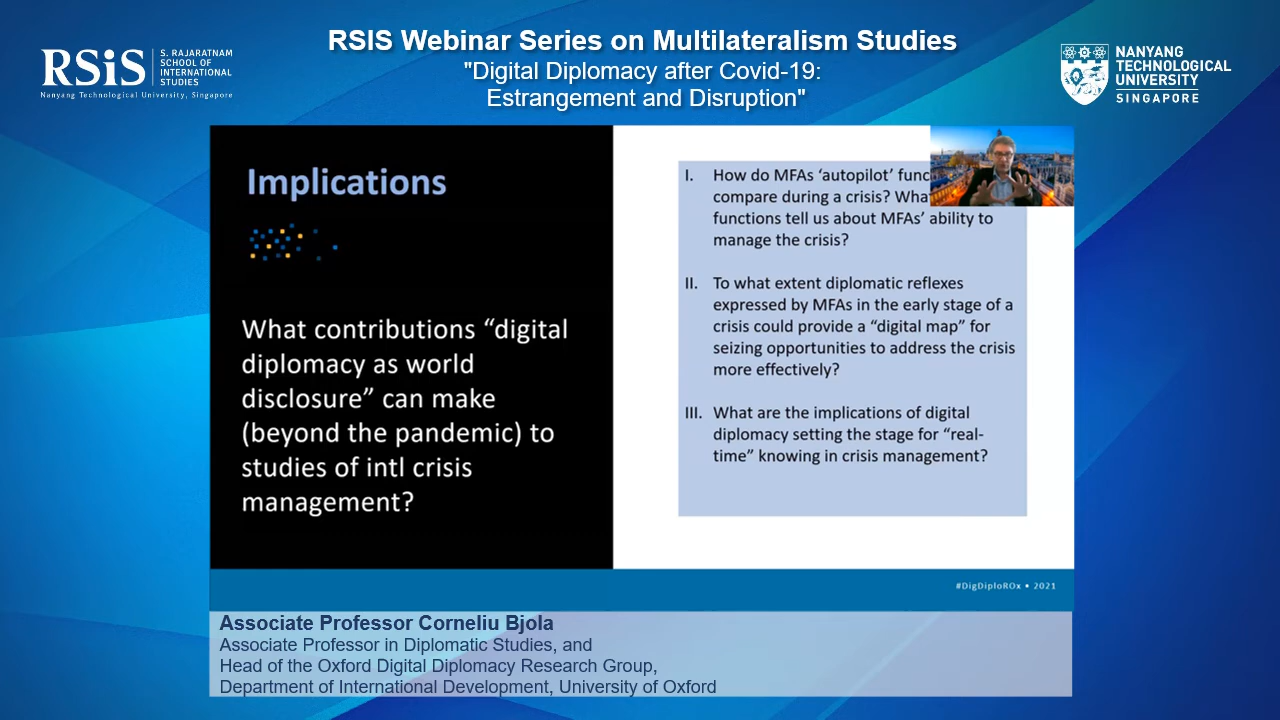 RSIS Webinar Series on Multilateralism Studies
"Digital Diplomacy after Covid-19:
Estrangement and Disruption"
RSiS
S. RAJARATNAM
SCHOOL OF
INTERNATIONAL
STUDIES
Nanyang Technological University, Singapore
NANYANG
TECHNOLOGICAL
UNIVERSITY
SINGAPORE
Implications
What contributions “digital
diplomacy as world
disclosure” can make
(beyond the pandemic) to
studies of intl crisis
management?
I. How do MFAs ‘autopilot’
compare during a crisis?
functions tell us about MFAs’ ability to
manage the crisis?
II. To what extent diplomatic reflexes
expressed by MFAs in the early stage of a
crisis could provide a “digital map” for
seizing opportunities to address the crisis
more effectively?
III. What are the implications of digital
diplomacy setting the stage for “real-
time” knowing in crisis management?
#DigDiploROx • 2021
Associate Professor Corneliu Bjola
Associate Professor in Diplomatic Studies, and
Head of the Oxford Digital Diplomacy Research Group,
Department of International Development, University of Oxford